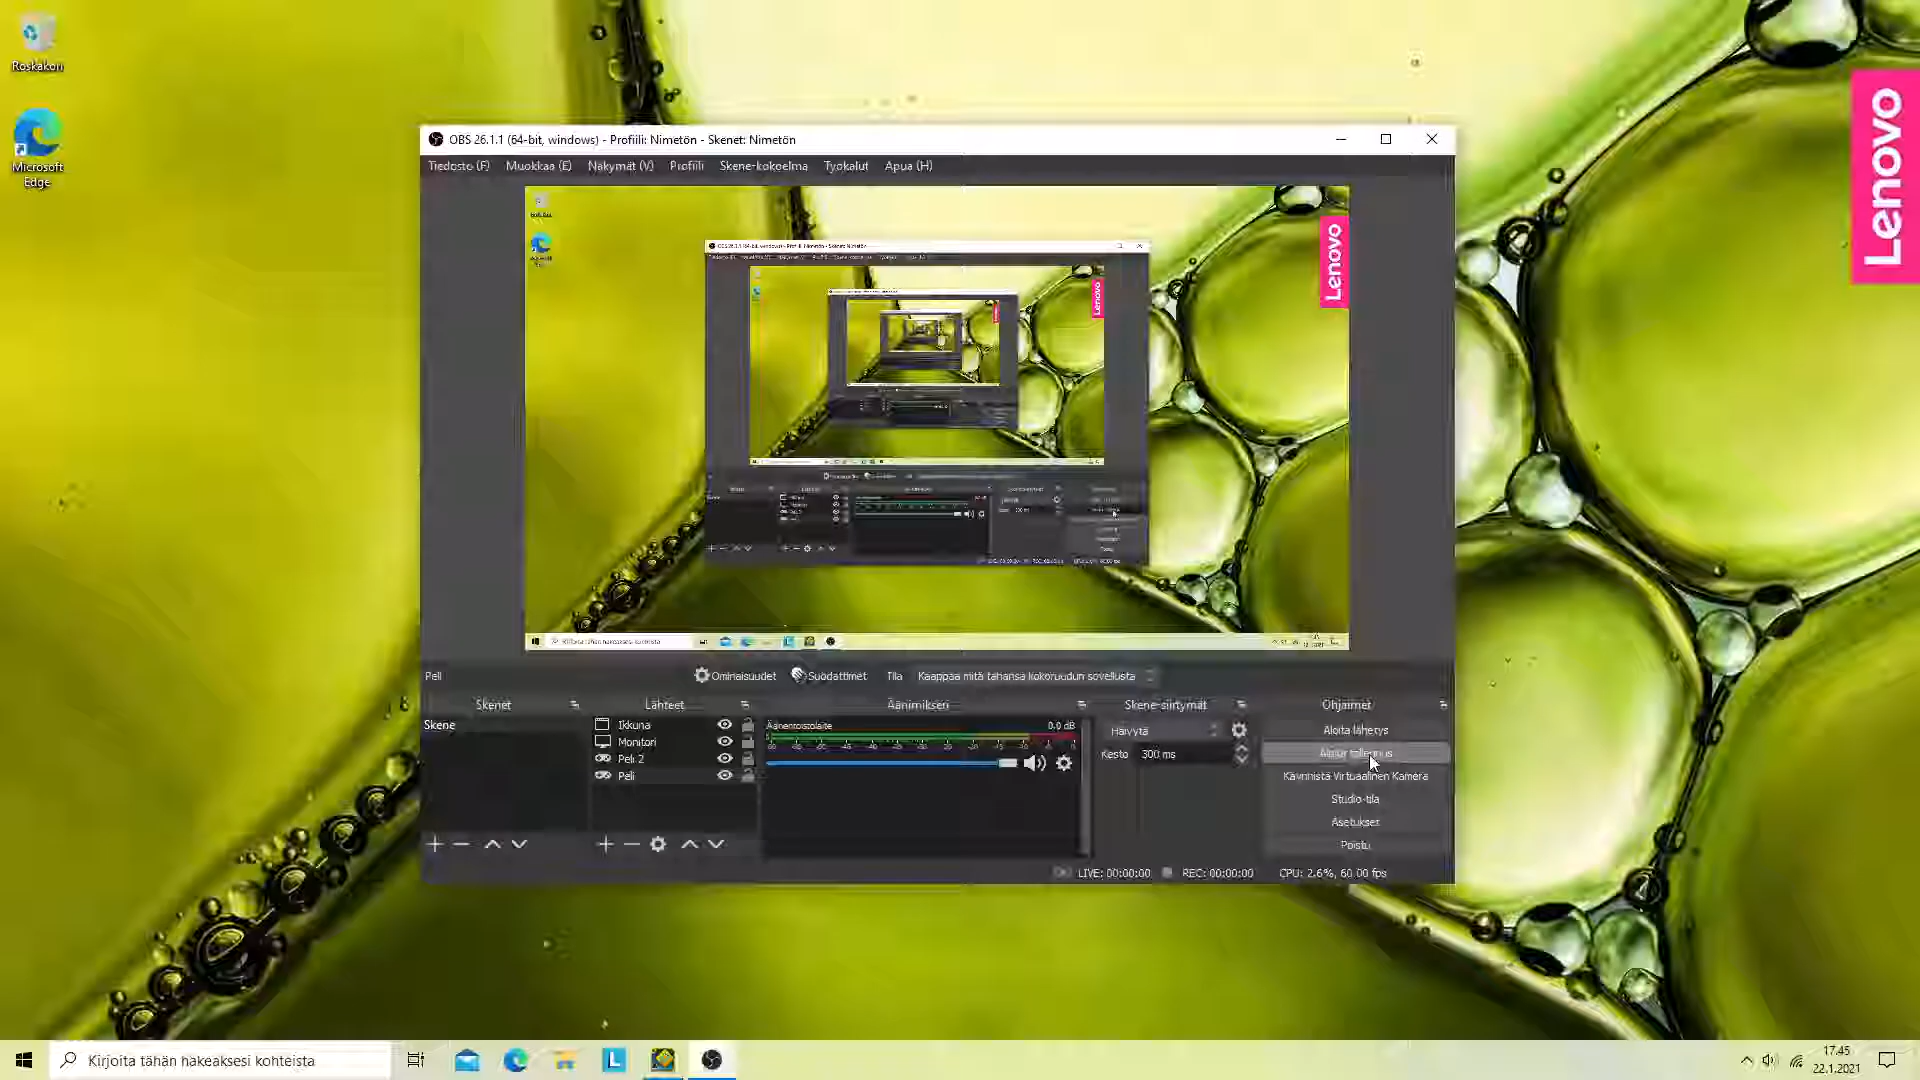 Roskakori
Microsoft
Edge
Lenovo
OBS 26.1.1 (64-bit, windows) - Profiili: Nimetön - Skenet: Nimetön
Tiedosto (F) Muokkaa (E) Näkymät (V) Profiili Skene-kokoelma Työkalut Apua (H)
Lenovo
Lenovo
Peli Ominaisuudet Suodattimet Tila Kaappaa mitä tahansa kokoruudun sovellusta
Skenet Lähteet Äänimikseri Skene-siirtymät Ohjaimet
Skene
Ikkuna
Monitori
Peli 2
Peli
Äänentoistolaite 0.0 dB
Häivytä
Kesto 300 ms
Aloita lähetys
Aloita tallennus
Käynnistä Virtuaalinen Kamera
Studio-tila
Asetukset
Poistu
LIVE: 00:00:00 REC: 00:00:00 CPU: 2.6%, 60.00 fps
Kirjoita tähän hakeaksesi kohteista
L
17.45
22.1.2021